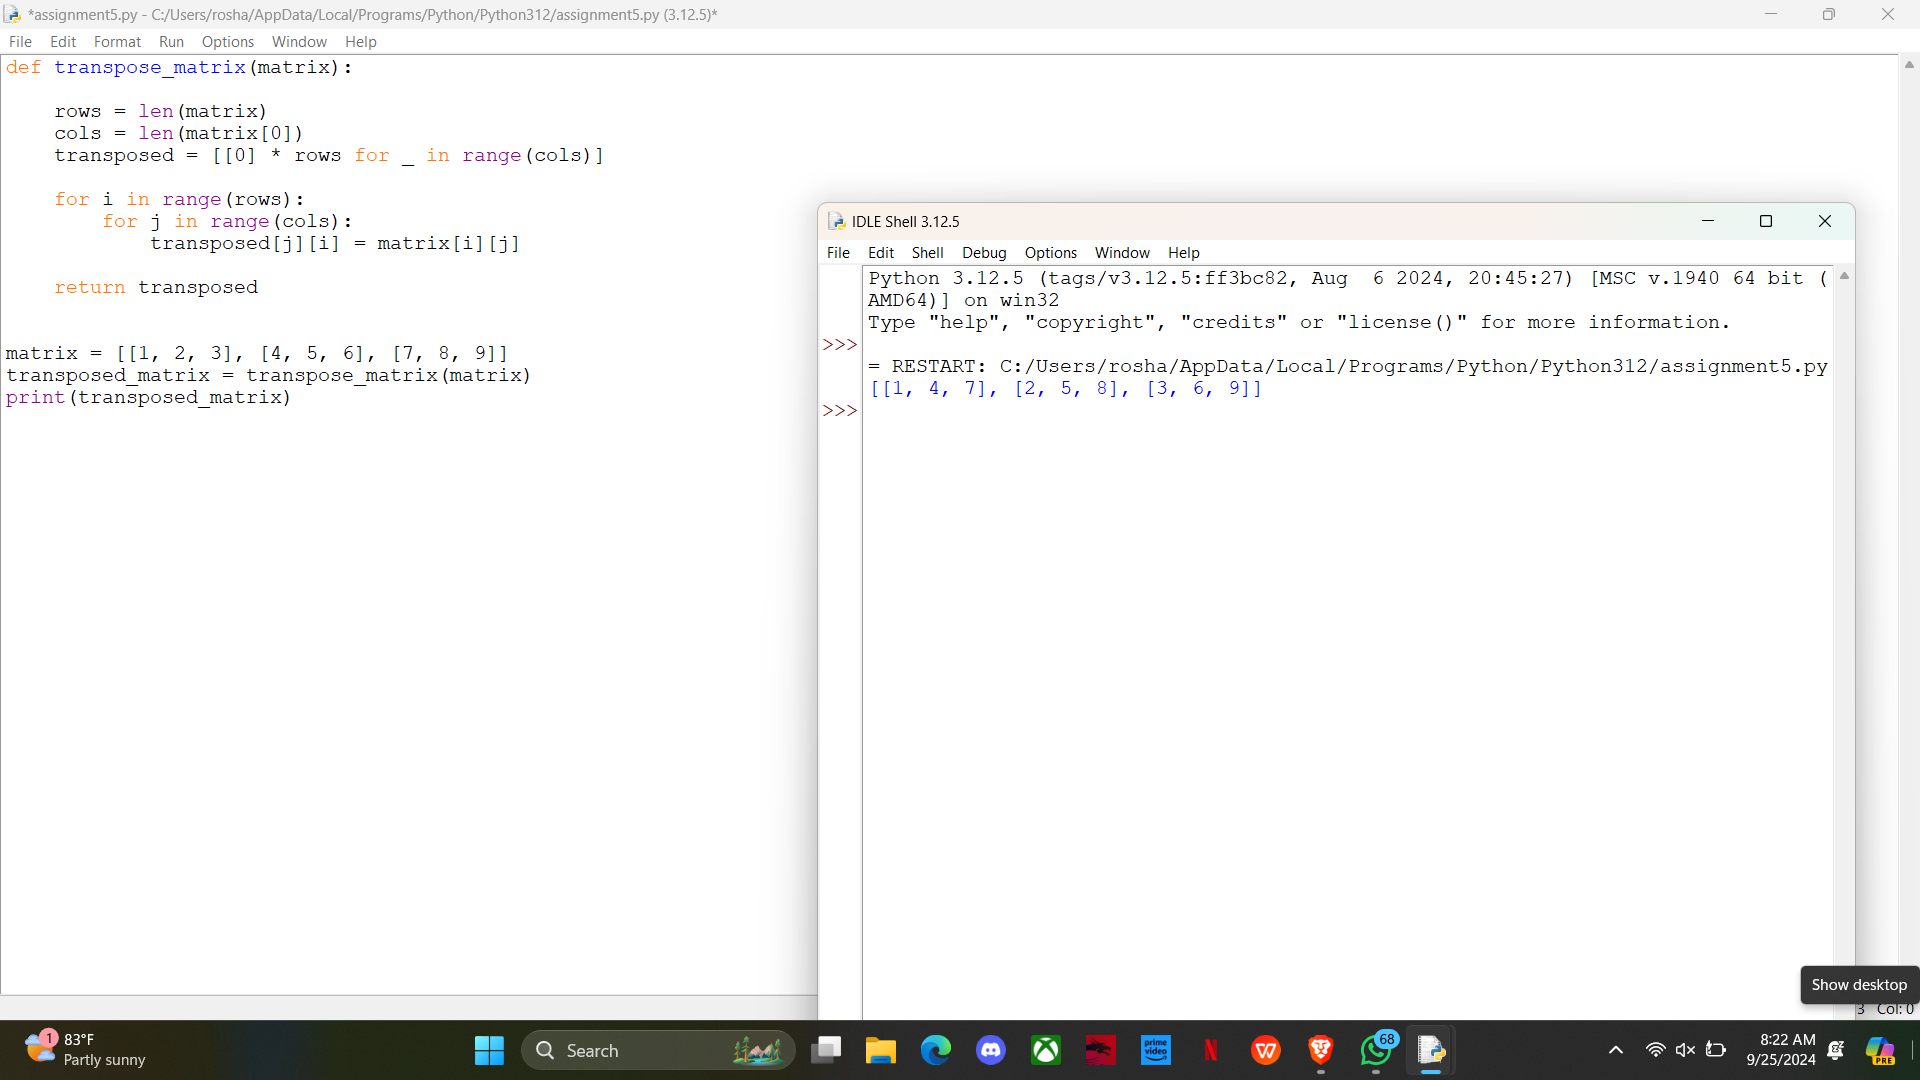 *assignment5.py - C:/Users/rosha/AppData/Local/Programs/Python/Python312/assignment5.py (3.12.5)*
File Edit Format Run Options Window Help
def transpose_matrix(matrix):
    rows = len(matrix)
    cols = len(matrix[0])
    transposed = [[0] * rows for _ in range(cols)]
    for i in range(rows):
        for j in range(cols):
            transposed[j][i] = matrix[i][j]
    return transposed
matrix = [[1, 2, 3], [4, 5, 6], [7, 8, 9]]
transposed_matrix = transpose_matrix(matrix)
print(transposed_matrix)
IDLE Shell 3.12.5
File Edit Shell Debug Options Window Help
Python 3.12.5 (tags/v3.12.5:ff3bc82, Aug  6 2024, 20:45:27) [MSC v.1940 64 bit (
AMD64)] on win32
Type "help", "copyright", "credits" or "license()" for more information.
>>>
= RESTART: C:/Users/rosha/AppData/Local/Programs/Python/Python312/assignment5.py
[[1, 4, 7], [2, 5, 8], [3, 6, 9]]
>>>
Show desktop
3 Col: 0
1
83°F
Partly sunny
Search
prime video
N
W
68
PRE
8:22 AM
9/25/2024